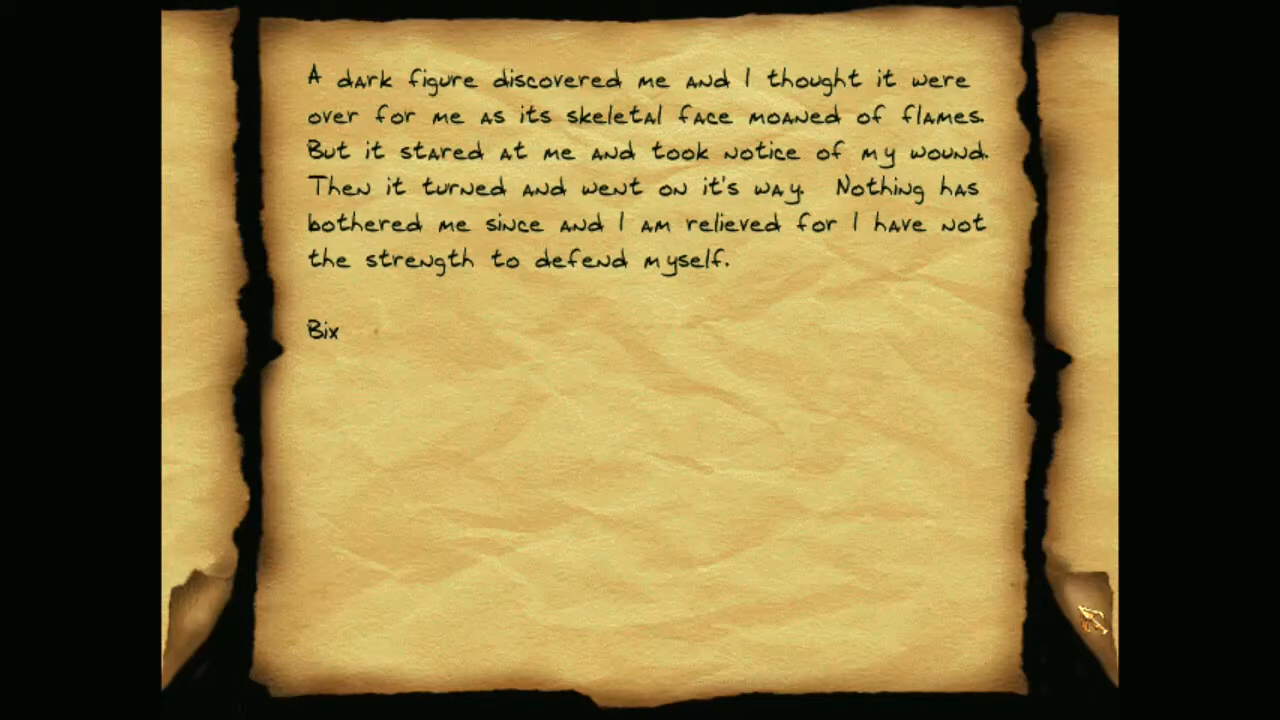 A dark figure discovered me and I thought it were
over for me as its skeletal face moaned of flames.
But it stared at me and took notice of my wound.
Then it turned and went on it's way. Nothing has
bothered me since and I am relieved for I have not
the strength to defend myself.
Bix